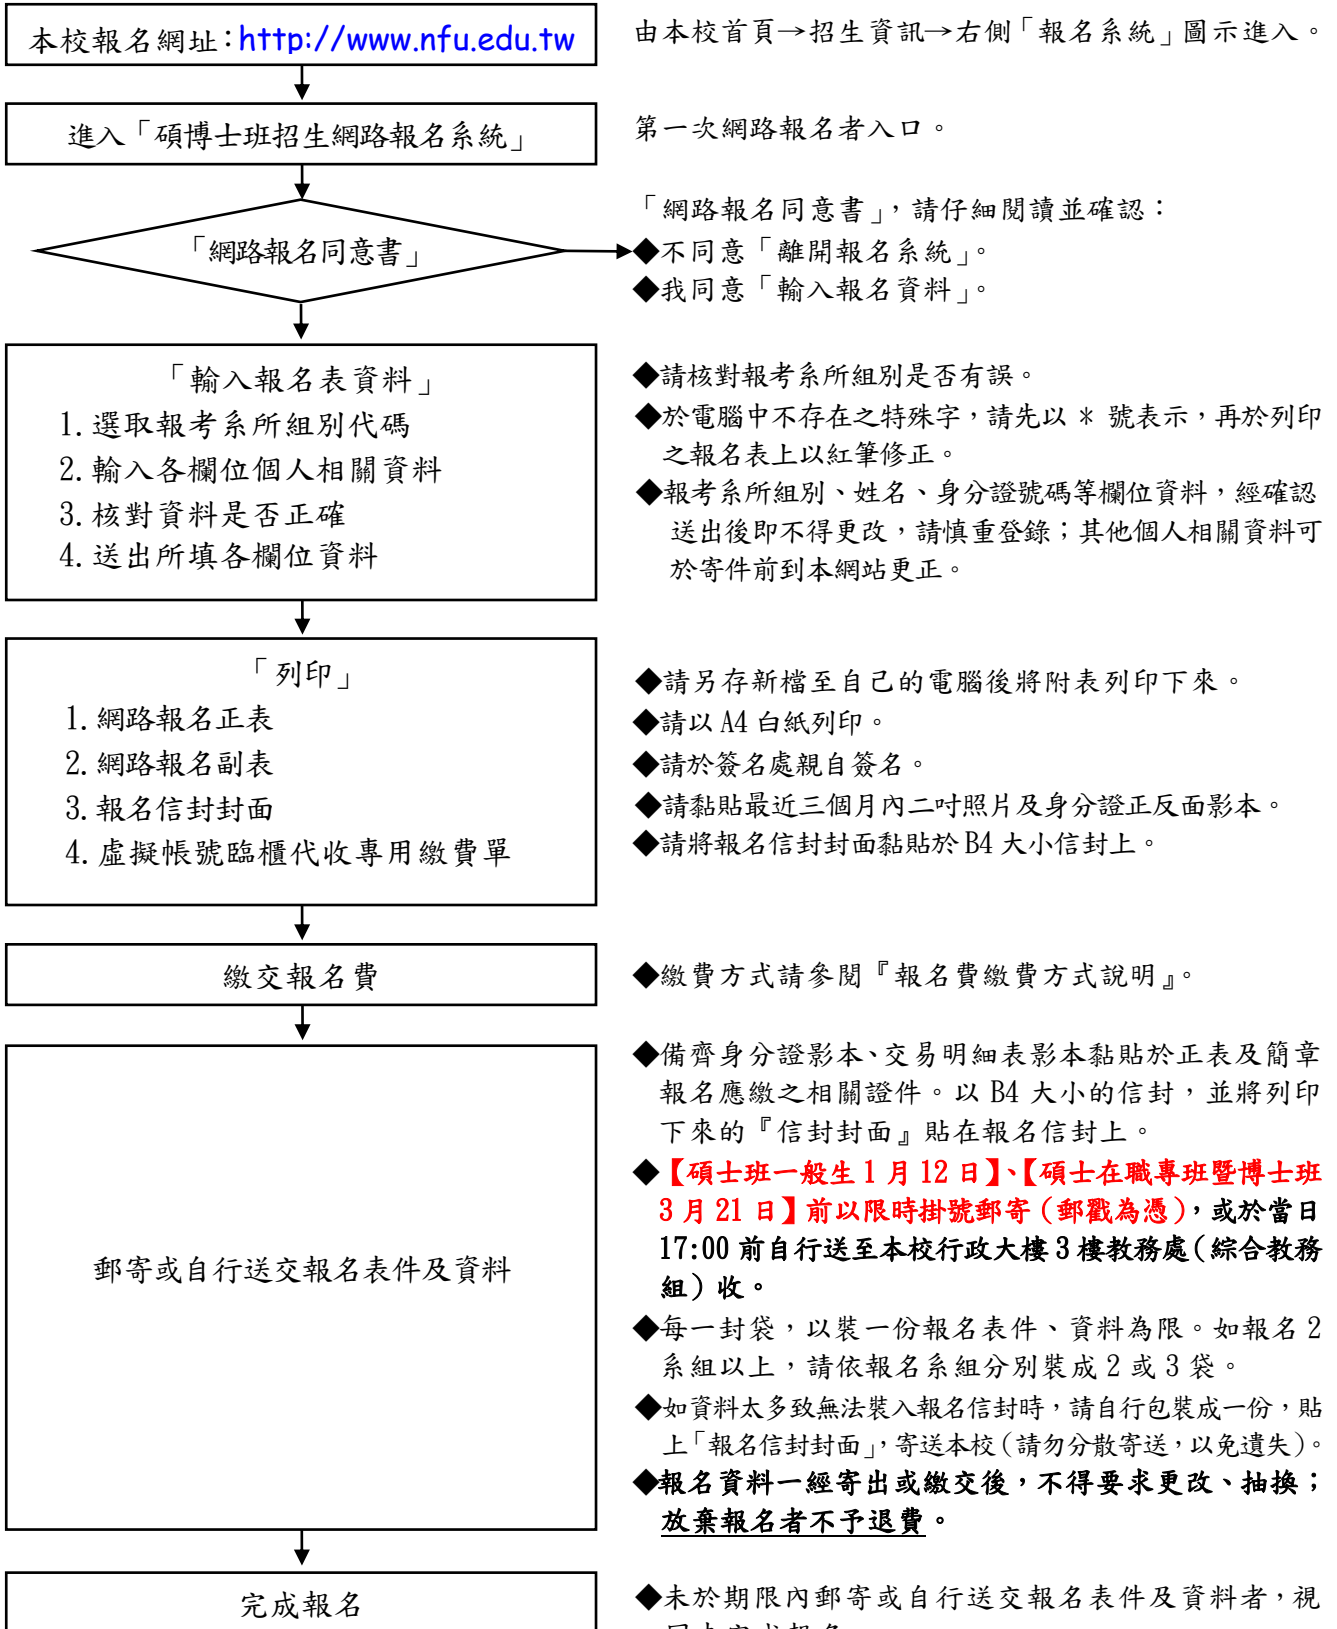 本校報名網址：http://www.nfu.edu.tw
由本校首頁→招生資訊→右側「報名系統」圖示進入。
進入「碩博士班招生網路報名系統」
第一次網路報名者入口。
「網路報名同意書」
「網路報名同意書」，請仔細閱讀並確認：
◆不同意「離開報名系統」。
◆我同意「輸入報名資料」。
「輸入報名表資料」
1.選取報考系所組別代碼
2.輸入各欄位個人相關資料
3.核對資料是否正確
4.送出所填各欄位資料
◆請核對報考系所組別是否有誤。
◆於電腦中不存在之特殊字，請先以 * 號表示，再於列印
之報名表上以紅筆修正。
◆報考系所組別、姓名、身分證號碼等欄位資料，經確認
送出後即不得更改，請慎重登錄；其他個人相關資料可
於寄件前到本網站更正。
「列印」
1.網路報名正表
2.網路報名副表
3.報名信封封面
4.虛擬帳號臨櫃代收專用繳費單
◆請另存新檔至自己的電腦後將附表列印下來。
◆請以 A4 白紙列印。
◆請於簽名處親自簽名。
◆請黏貼最近三個月內二吋照片及身分證正反面影本。
◆請將報名信封封面黏貼於 B4 大小信封上。
繳交報名費
◆繳費方式請參閱『報名費繳費方式說明』。
郵寄或自行送交報名表件及資料
◆備齊身分證影本、交易明細表影本黏貼於正表及簡章
報名應繳之相關證件。以 B4 大小的信封，並將列印
下來的『信封封面』貼在報名信封上。
◆【碩士班一般生 1 月 12 日】、【碩士在職專班暨博士班
3 月 21 日】前以限時掛號郵寄（郵戳為憑），或於當日
17:00 前自行送至本校行政大樓 3 樓教務處（綜合教務
組）收。
◆每一封袋，以裝一份報名表件、資料為限。如報名 2
系組以上，請依報名系組分別裝成 2 或 3 袋。
◆如資料太多致無法裝入報名信封時，請自行包裝成一份，貼
上「報名信封封面」，寄送本校（請勿分散寄送，以免遺失）。
◆報名資料一經寄出或繳交後，不得要求更改、抽換；
放棄報名者不予退費。
完成報名
◆未於期限內郵寄或自行送交報名表件及資料者，視